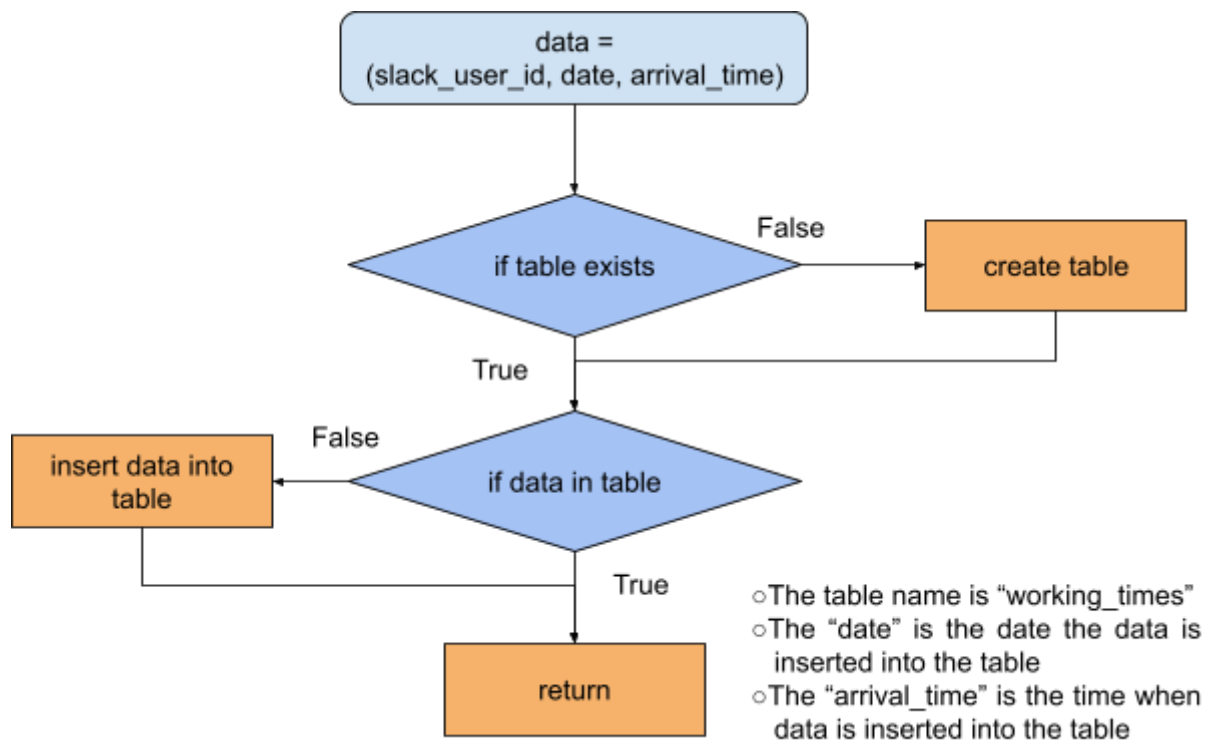 data =
(slack_user_id, date, arrival_time)
False
if table exists
create table
True
False
insert data into
table
if data in table
True
○The table name is “working_times”
○The “date” is the date the data is
inserted into the table
return
○The “arrival_time” is the time when
data is inserted into the table